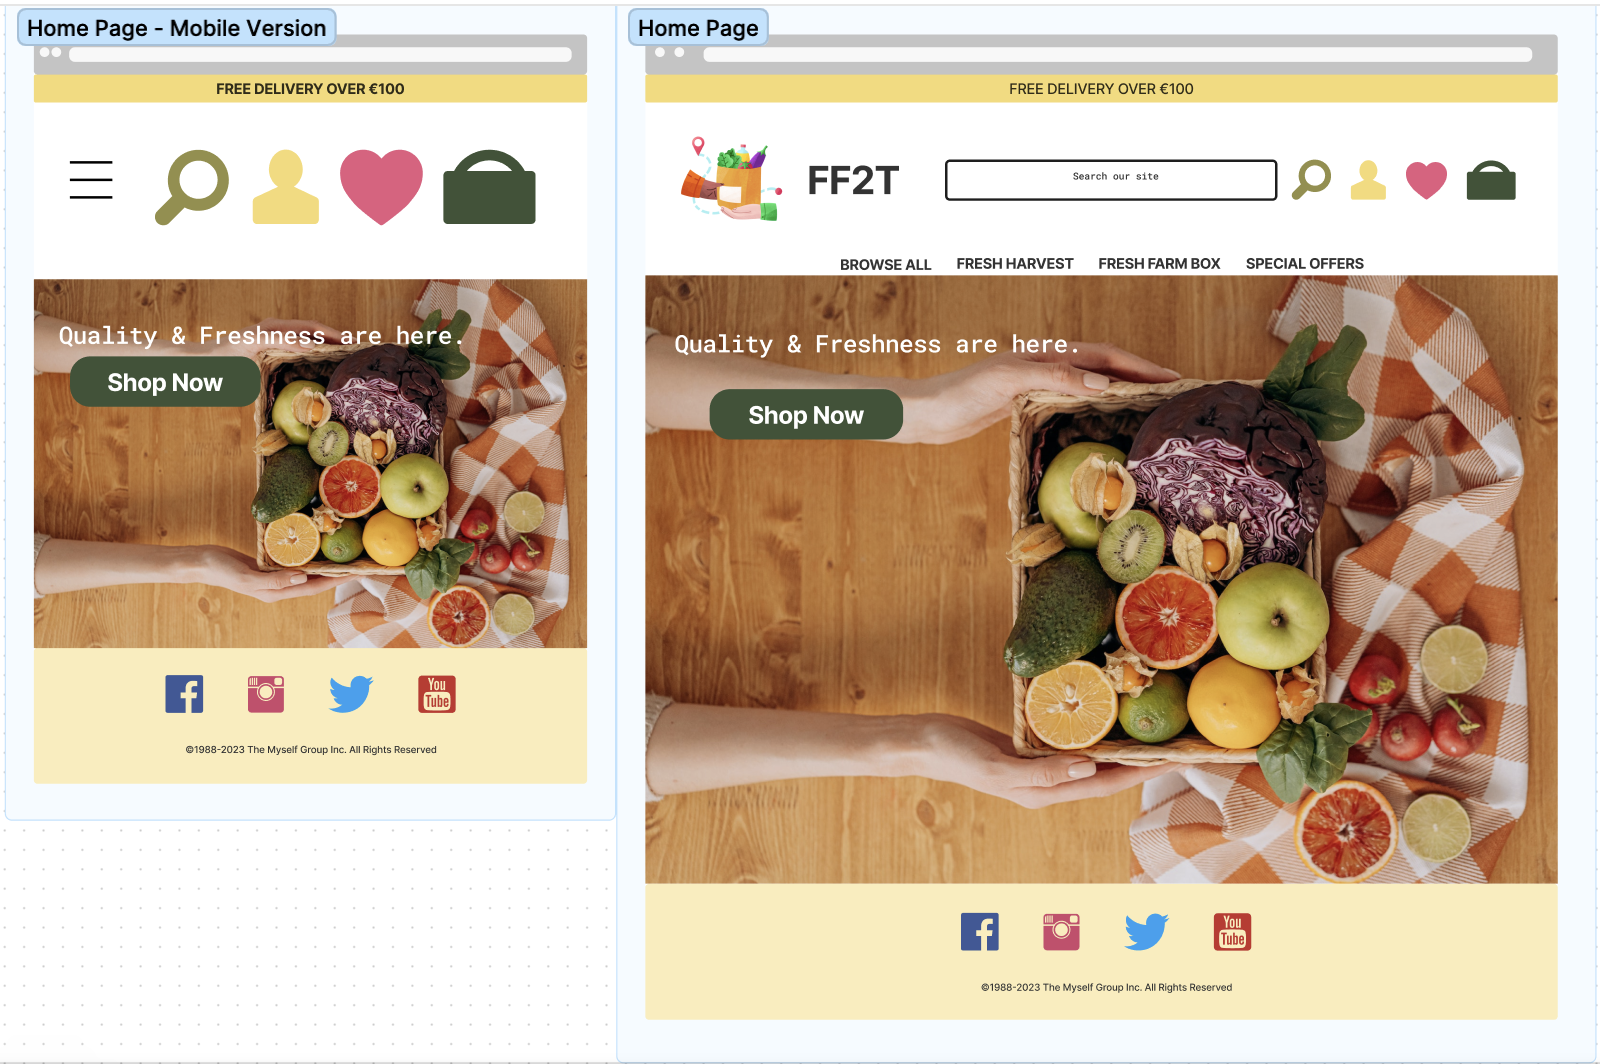 Home Page - Mobile Version
FREE DELIVERY OVER €100
Quality & Freshness are here.
Shop Now
You
Tube
©1988-2023 The Myself Group Inc. All Rights Reserved
Home Page
FREE DELIVERY OVER €100
FF2T
Search our site
BROWSE ALL
FRESH HARVEST
FRESH FARM BOX
SPECIAL OFFERS
Quality & Freshness are here.
Shop Now
You
Tube
©1988-2023 The Myself Group Inc. All Rights Reserved